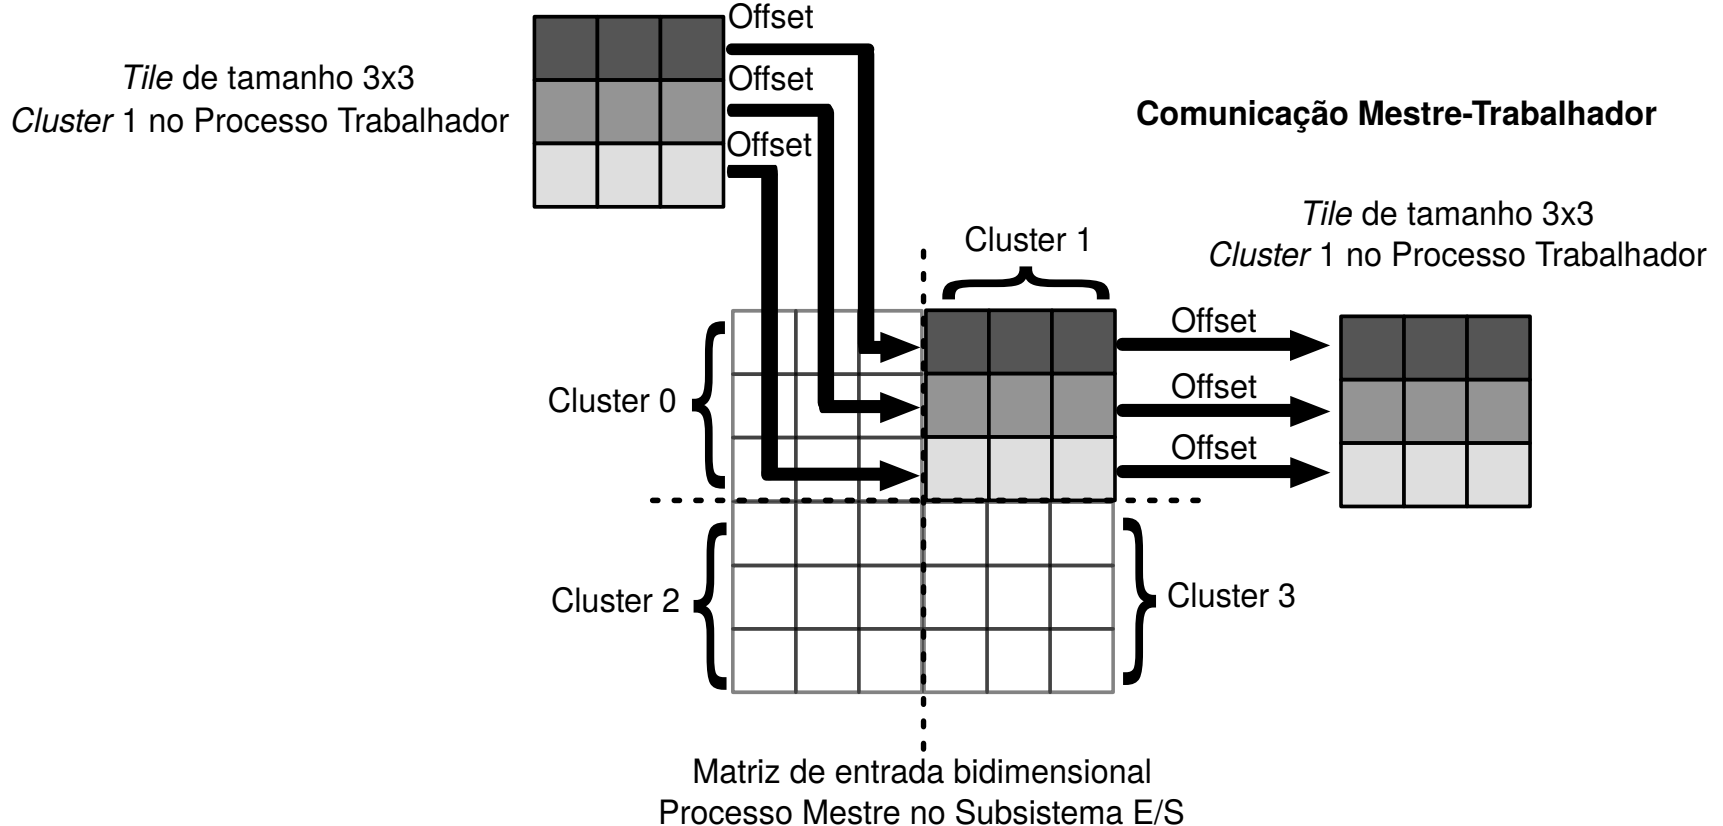 Offset
Tile de tamanho 3x3
Cluster 1 no Processo Trabalhador
Offset
Offset
Comunicação Mestre-Trabalhador
Tile de tamanho 3x3
Cluster 1 no Processo Trabalhador
Cluster 1
Offset
Offset
Offset
Cluster 0
Cluster 2
Cluster 3
Matriz de entrada bidimensional
Processo Mestre no Subsistema E/S